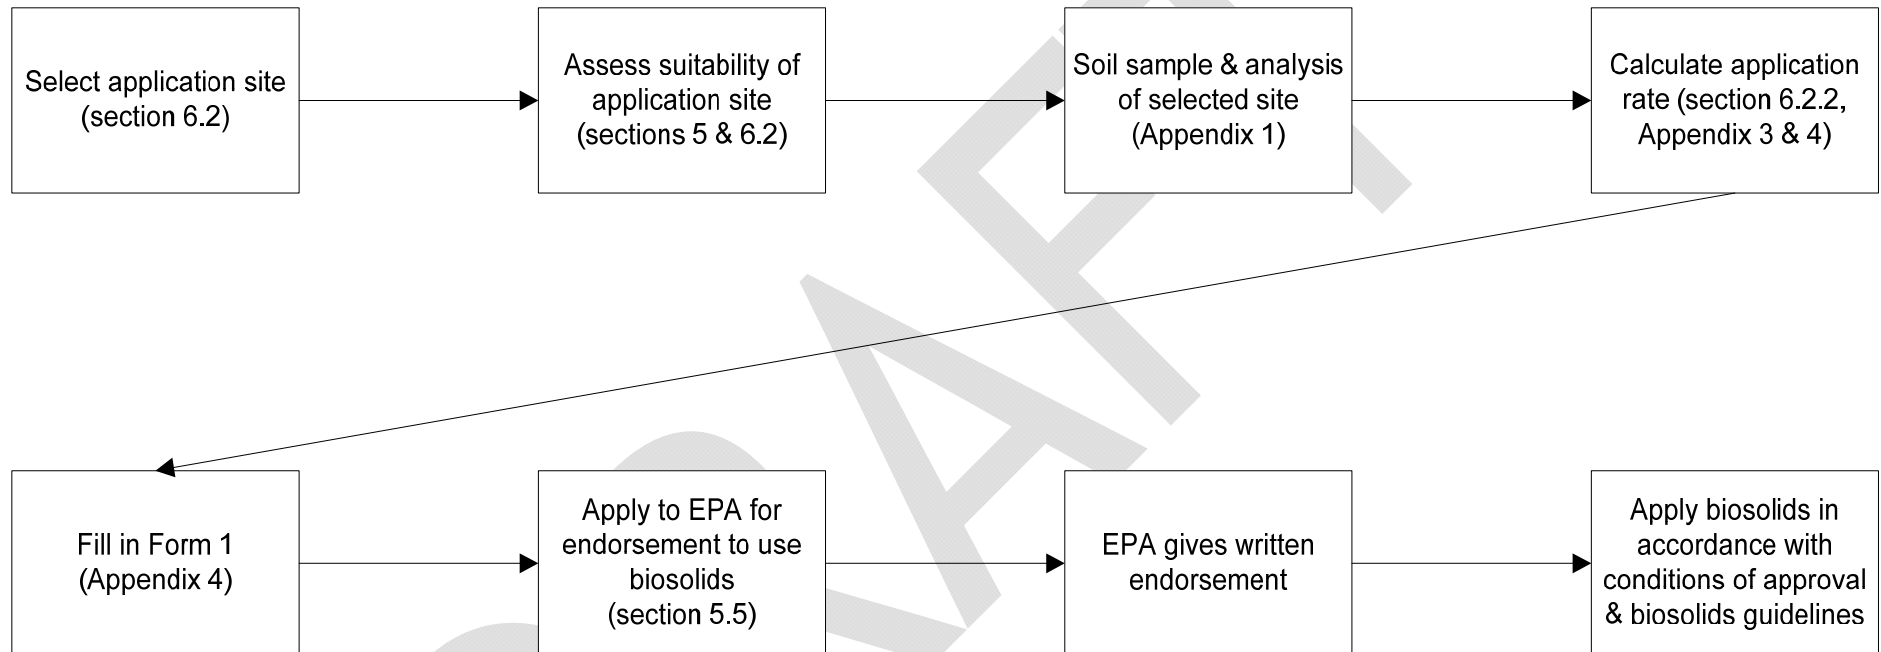 Select application site
(section 6.2)
Assess suitability of
application site
(sections 5 & 6.2)
Soil sample & analysis
of selected site
(Appendix 1)
Calculate application
rate (section 6.2.2,
Appendix 3 & 4)
Fill in Form 1
(Appendix 4)
Apply to EPA for
endorsement to use
biosolids
(section 5.5)
EPA gives written
endorsement
Apply biosolids in
accordance with
conditions of approval
& biosolids guidelines